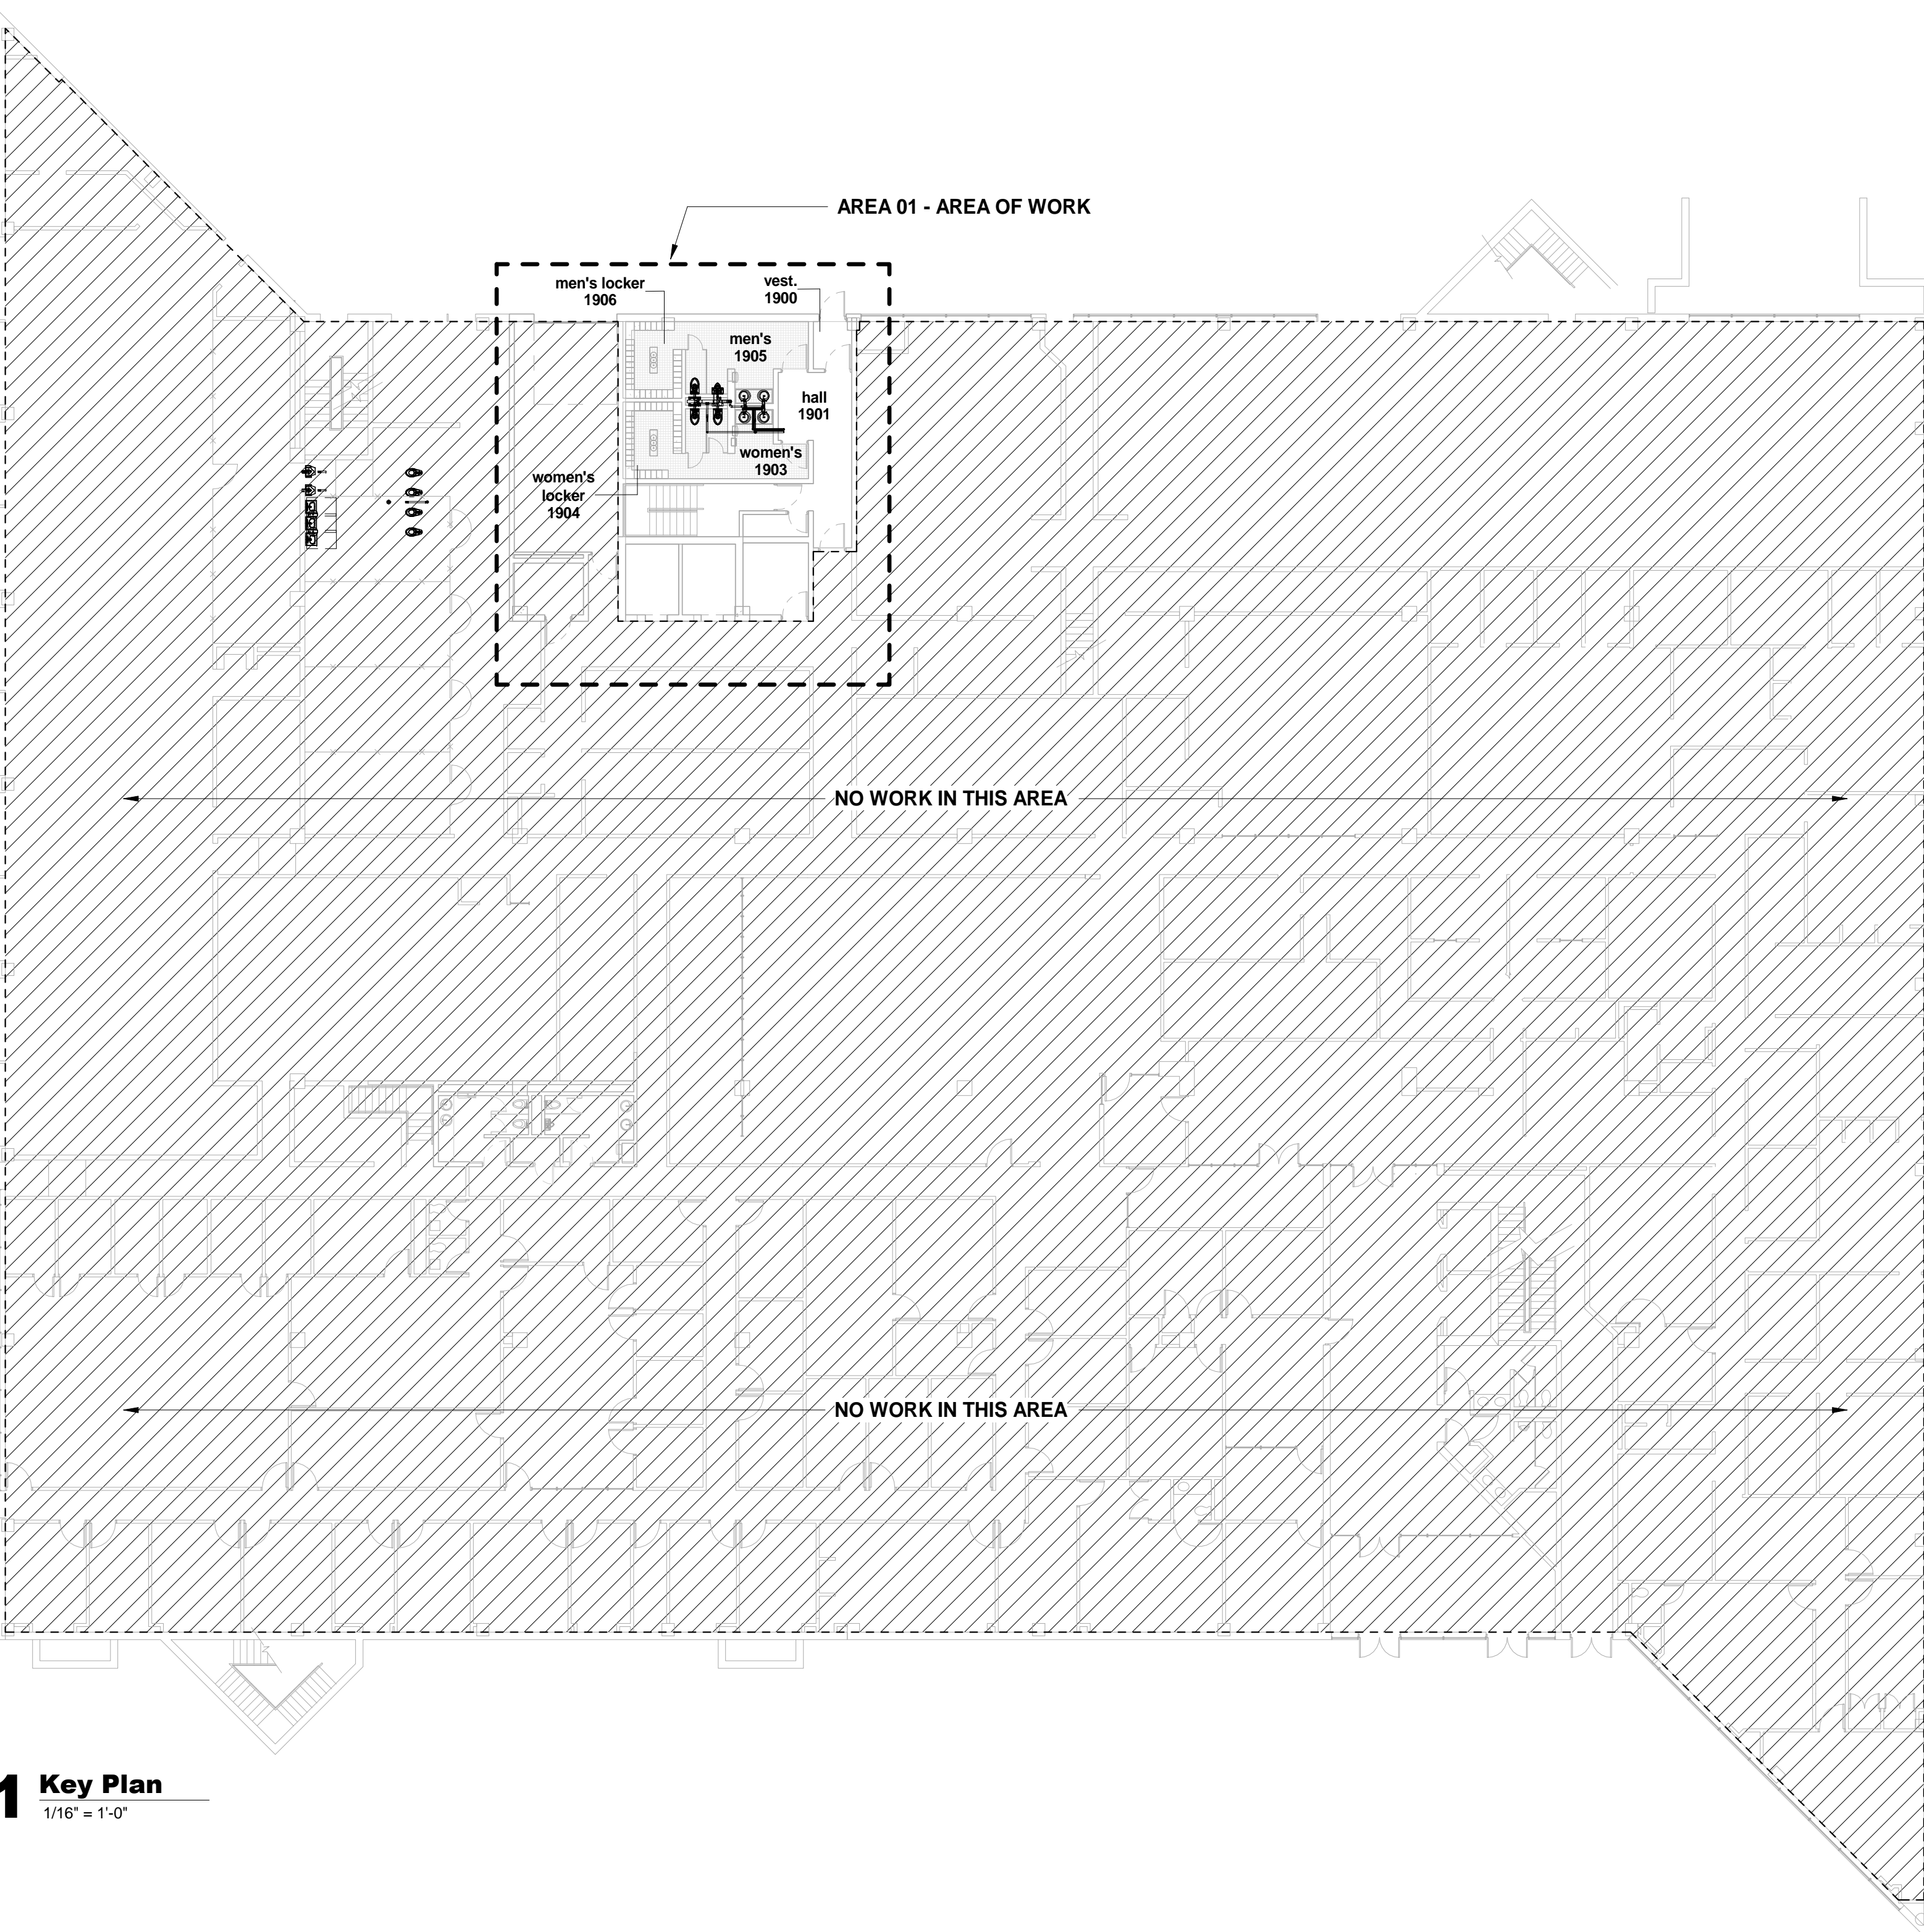 AREA 01 - AREA OF WORK
men's locker
1906
vest.
1900
men's
1905
hall
1901
women's
1903
women's
locker
1904
NO WORK IN THIS AREA
NO WORK IN THIS AREA
1
Key Plan
1/16" = 1'-0"